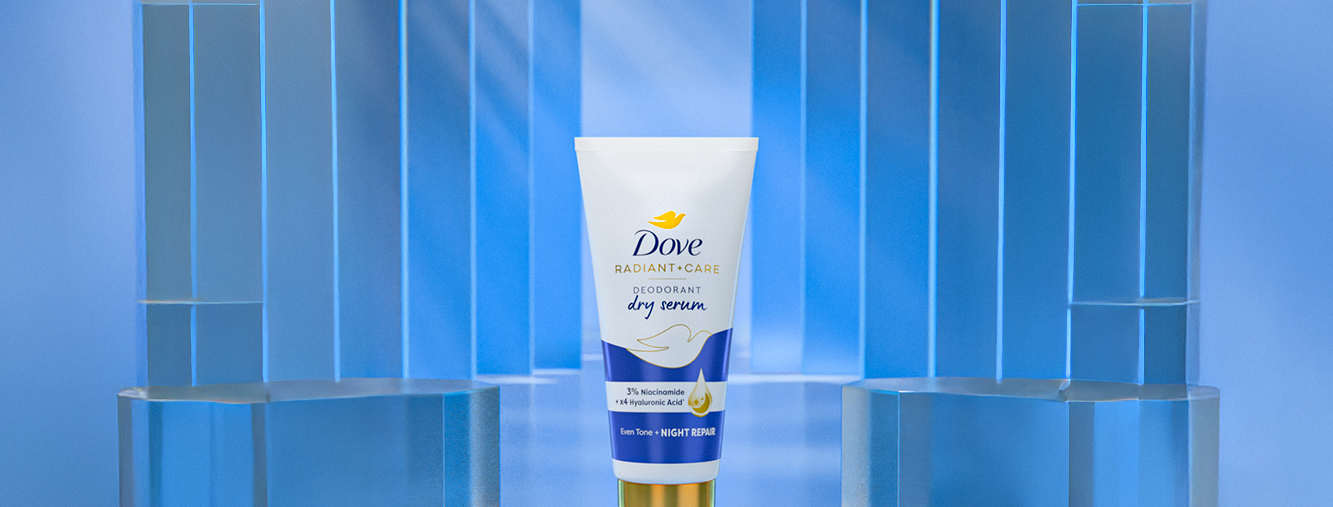 Dove
RADIANT+CARE
DEODORANT
dry serum
3% Niacinamide
+ x4 Hyaluronic Acid*
Even Tone + NIGHT REPAIR